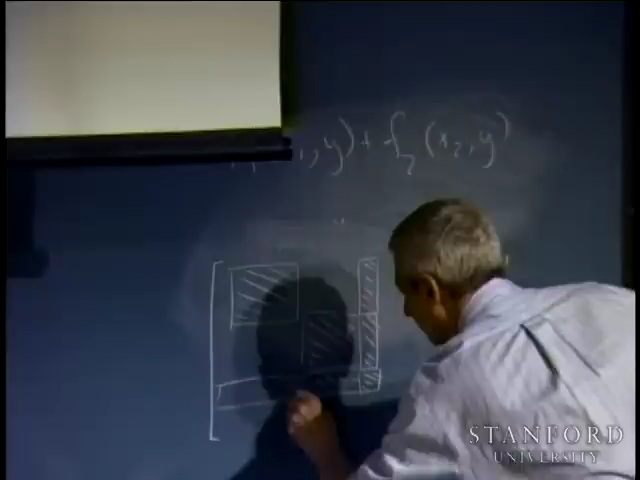 , y) + f₂ (x₂, y)
STANFORD
UNIVERSITY